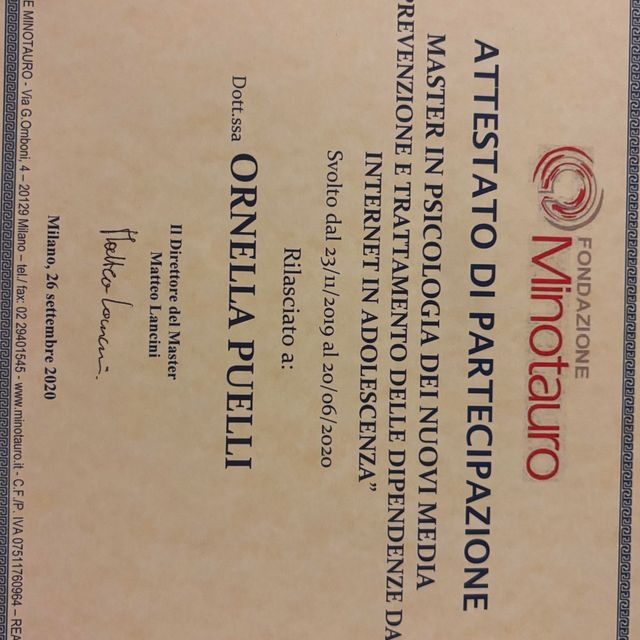 FONDAZIONE
Minotauro
ATTESTATO DI PARTECIPAZIONE
MASTER IN PSICOLOGIA DEI NUOVI MEDIA
PREVENZIONE E TRATTAMENTO DELLE DIPENDENZE DA
INTERNET IN ADOLESCENZA”
Svolto dal 23/11/2019 al 20/06/2020
Rilasciato a:
Dott.ssa ORNELLA PUELLI
Il Direttore del Master
Matteo Lancini
Matteo Lancini.
Milano, 26 settembre 2020
E MINOTAURO - Via G.Omboni, 4 – 20129 Milano – tel./ fax: 02 29401545 - www.minotauro.it - C.F./P. IVA 07511760964 – REA